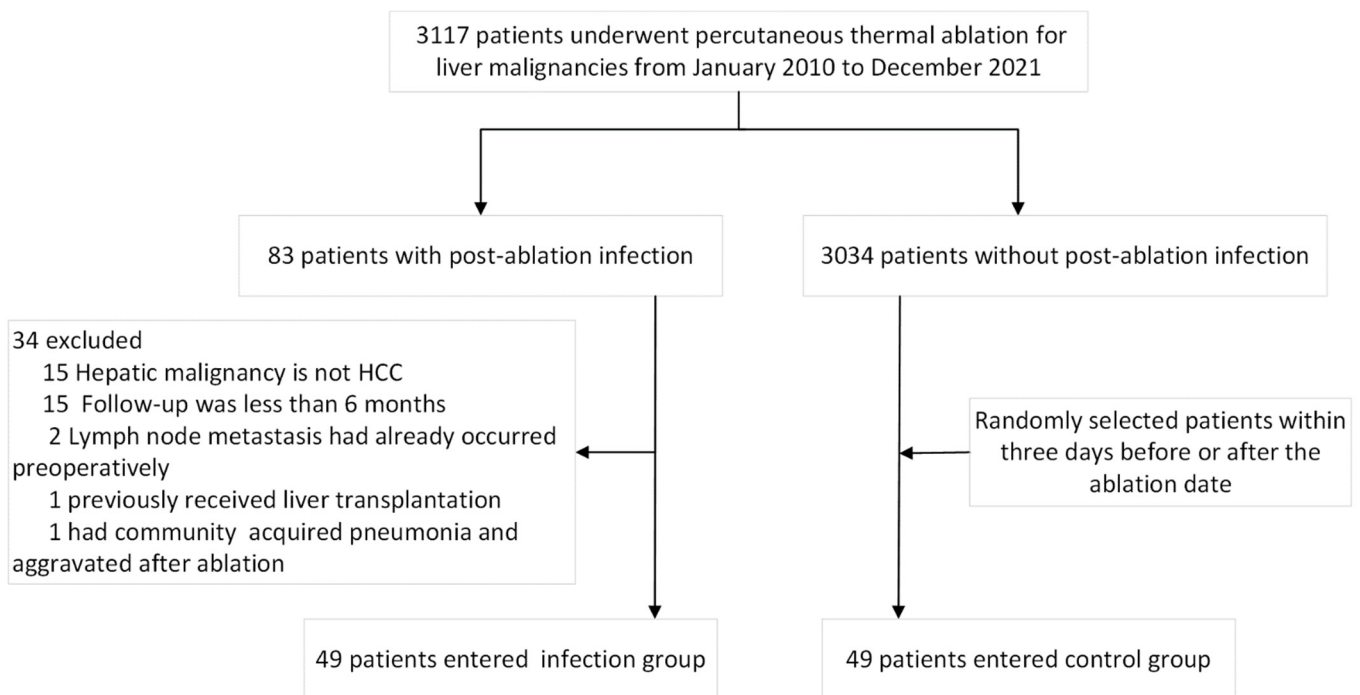 3117 patients underwent percutaneous thermal ablation for
liver malignancies from January 2010 to December 2021
83 patients with post-ablation infection
3034 patients without post-ablation infection
34 excluded
15 Hepatic malignancy is not HCC
15 Follow-up was less than 6 months
2 Lymph node metastasis had already occurred
preoperatively
1 previously received liver transplantation
1 had community acquired pneumonia and
aggravated after ablation
Randomly selected patients within
three days before or after the
ablation date
49 patients entered infection group
49 patients entered control group